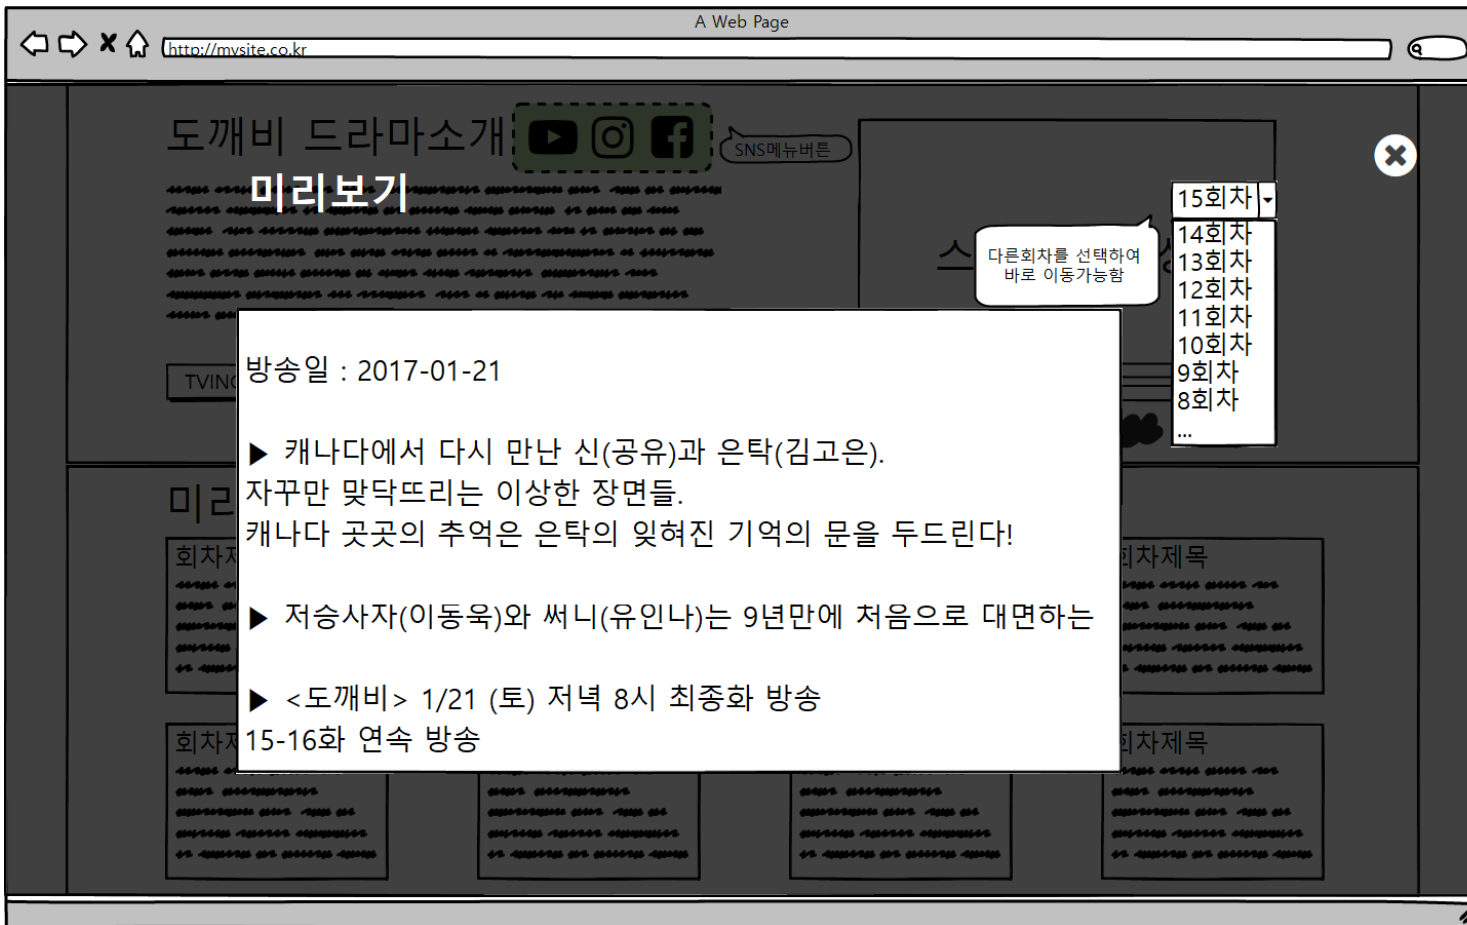 A Web Page
http://mysite.co.kr
도깨비 드라마소개
SNS메뉴버튼
미리보기
15회차
14회차
13회차
12회차
11회차
10회차
9회차
8회차
...
다른회차를 선택하여
바로 이동가능함
스
TVING
방송일 : 2017-01-21
▶ 캐나다에서 다시 만난 신(공유)과 은탁(김고은).
자꾸만 맞닥뜨리는 이상한 장면들.
캐나다 곳곳의 추억은 은탁의 잊혀진 기억의 문을 두드린다!
▶ 저승사자(이동욱)와 써니(유인나)는 9년만에 처음으로 대면하는
▶ <도깨비> 1/21 (토) 저녁 8시 최종화 방송
15-16화 연속 방송
미리
회차제
회차제목
회차제
회차제목